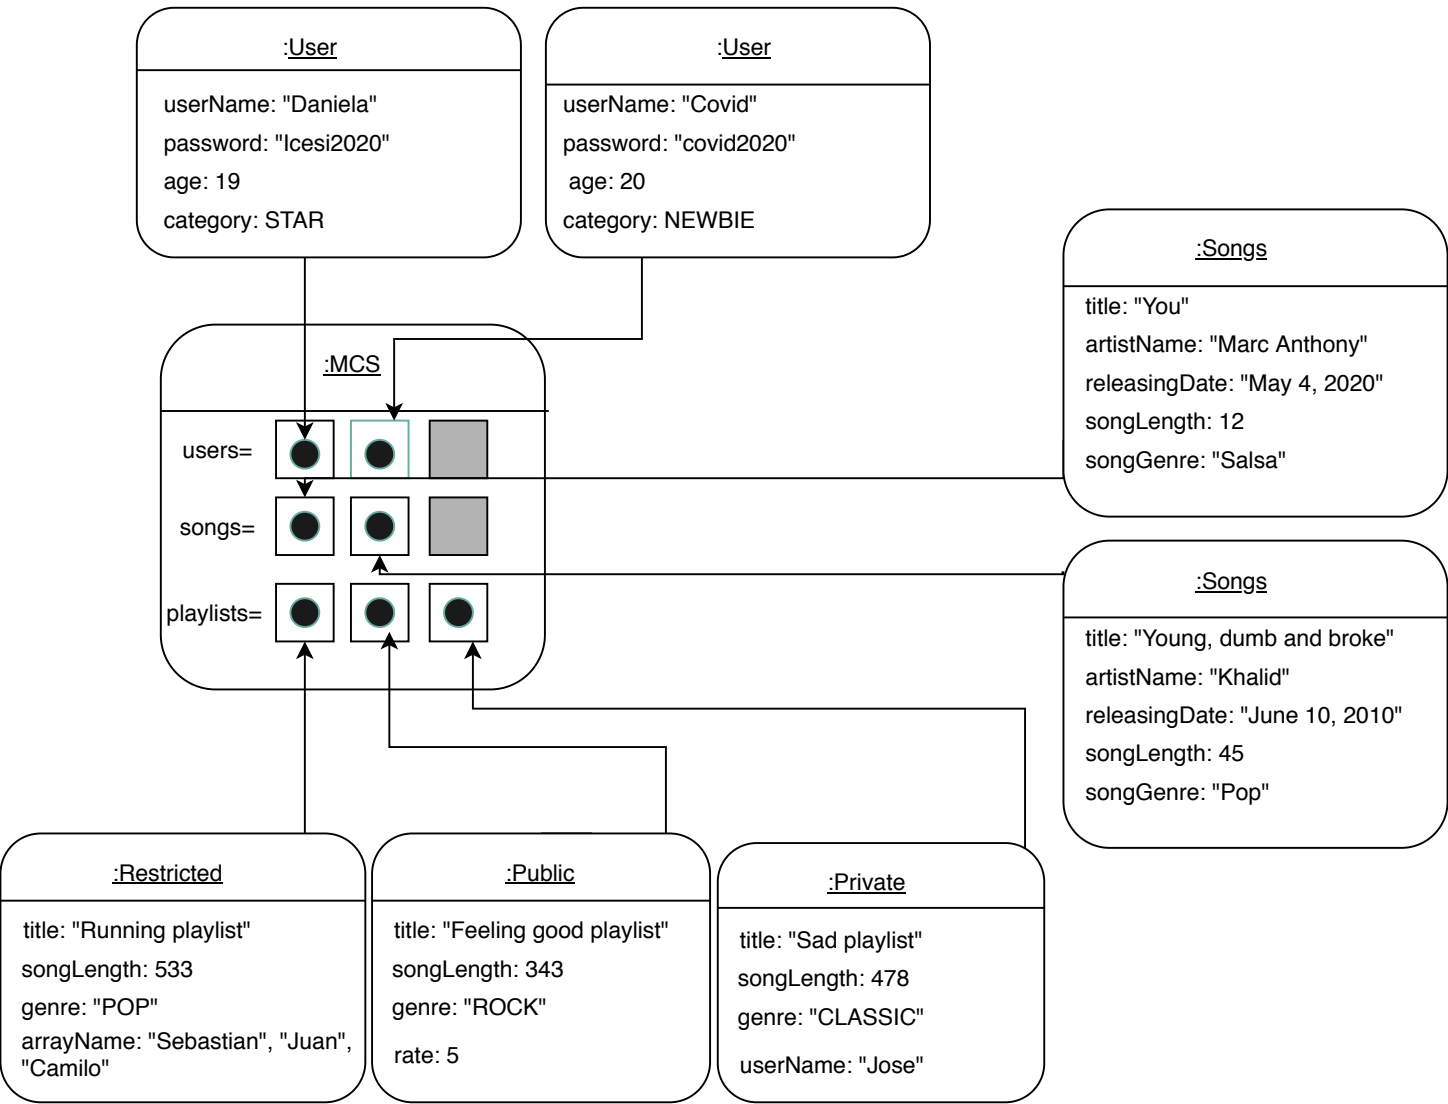 :User
userName: "Daniela"
password: "Icesi2020"
age: 19
category: STAR
:User
userName: "Covid"
password: "covid2020"
age: 20
category: NEWBIE
:Songs
title: "You"
artistName: "Marc Anthony"
releasingDate: "May 4, 2020"
songLength: 12
songGenre: "Salsa"
:MCS
users=
songs=
playlists=
:Songs
title: "Young, dumb and broke"
artistName: "Khalid"
releasingDate: "June 10, 2010"
songLength: 45
songGenre: "Pop"
:Restricted
title: "Running playlist"
songLength: 533
genre: "POP"
arrayName: "Sebastian", "Juan",
"Camilo"
:Public
title: "Feeling good playlist"
songLength: 343
genre: "ROCK"
rate: 5
:Private
title: "Sad playlist"
songLength: 478
genre: "CLASSIC"
userName: "Jose"